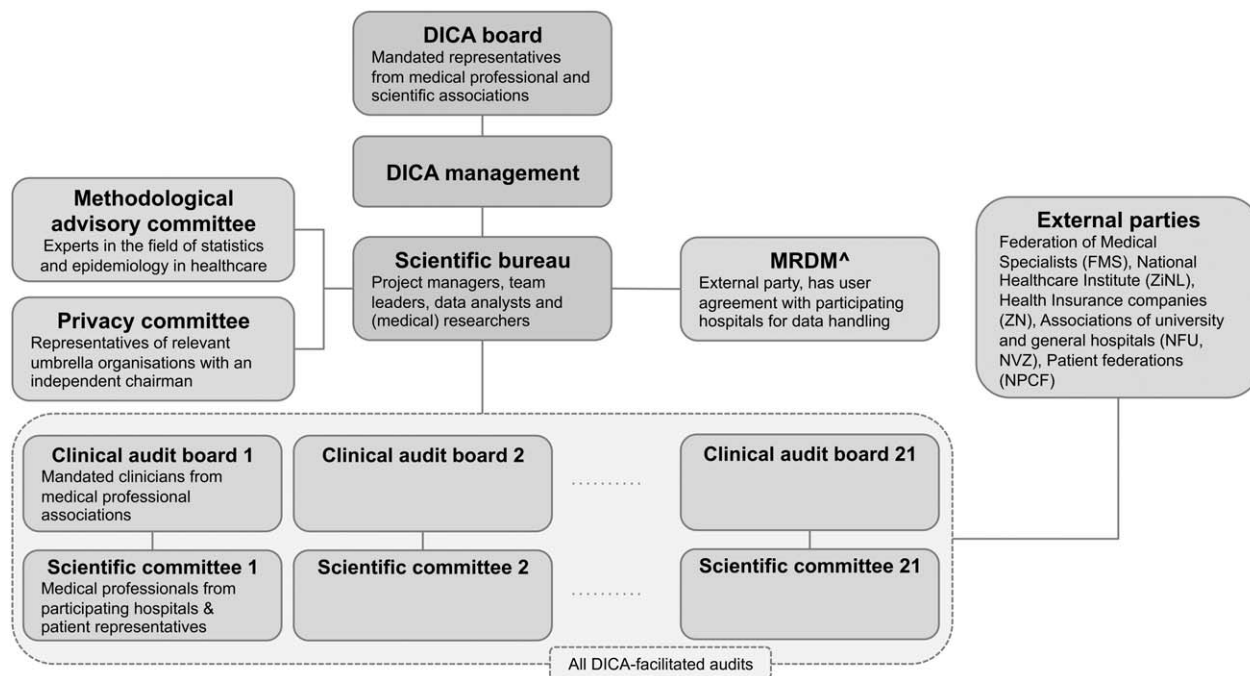 DICA board
Mandated representatives
from medical professional and
scientific associations
DICA management
Methodological
advisory committee
Experts in the field of statistics
and epidemiology in healthcare
Scientific bureau
Project managers, team
leaders, data analysts and
(medical) researchers
MRDM^
External party, has user
agreement with participating
hospitals for data handling
External parties
Federation of Medical
Specialists (FMS), National
Healthcare Institute (ZiNL),
Health Insurance companies
(ZN), Associations of university
and general hospitals (NFU,
NVZ), Patient federations
(NPCF)
Privacy committee
Representatives of relevant
umbrella organisations with an
independent chairman
Clinical audit board 1
Mandated clinicians from
medical professional
associations
Clinical audit board 2
..........
Clinical audit board 21
Scientific committee 1
Medical professionals from
participating hospitals &
patient representatives
Scientific committee 2
..........
Scientific committee 21
All DICA-facilitated audits